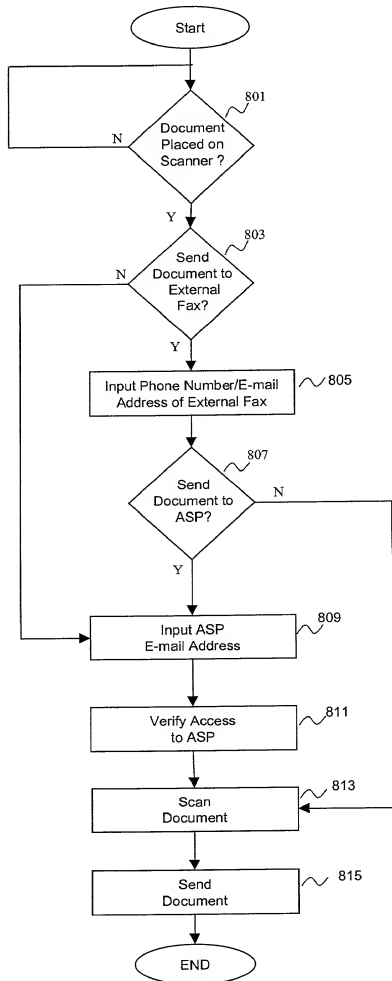 Start
801
Document
Placed on
Scanner ?
N
Y
803
Send
Document to
External
Fax?
N
Y
Input Phone Number/E-mail
Address of External Fax
805
807
Send
Document to
ASP?
N
Y
Input ASP
E-mail Address
809
Verify Access
to ASP
811
Scan
Document
813
Send
Document
815
END